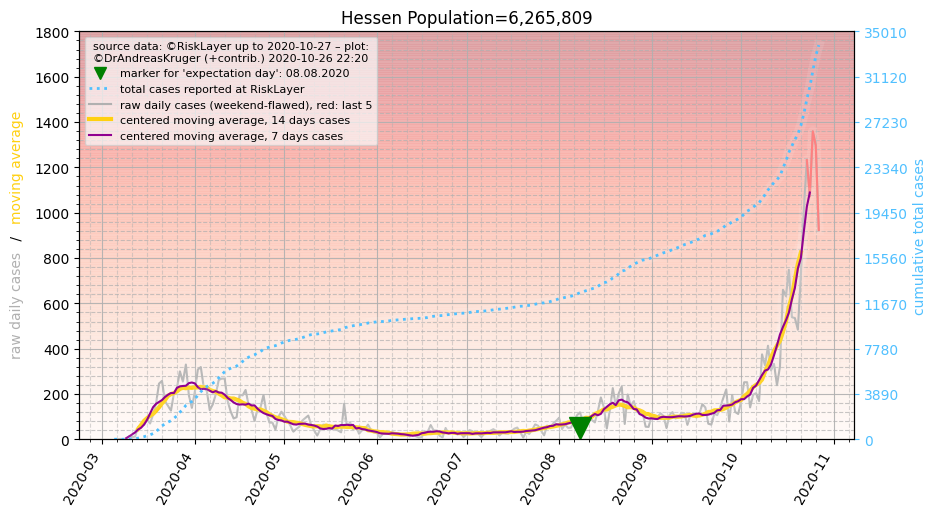 Hessen Population=6,265,809
source data: ©RiskLayer up to 2020-10-27 – plot:
©DrAndreasKruger (+contrib.) 2020-10-26 22:20
marker for 'expectation day': 08.08.2020
total cases reported at RiskLayer
raw daily cases (weekend-flawed), red: last 5
centered moving average, 14 days cases
centered moving average, 7 days cases
raw daily cases / moving average
1800
1600
1400
1200
1000
800
600
400
200
0
35010
31120
27230
23340
19450
15560
11670
7780
3890
0
cumulative total cases
2020-03
2020-04
2020-05
2020-06
2020-07
2020-08
2020-09
2020-10
2020-11